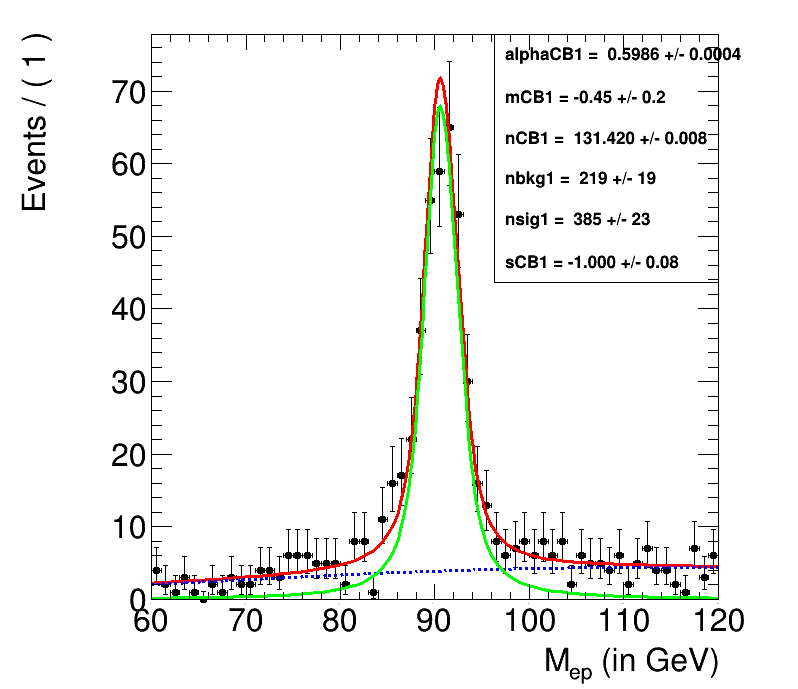 Events / ( 1 )
alphaCB1 = 0.5986 +/- 0.0004
mCB1 = -0.45 +/- 0.2
nCB1 = 131.420 +/- 0.008
nbkg1 = 219 +/- 19
nsig1 = 385 +/- 23
sCB1 = -1.000 +/- 0.08
70
60
50
40
30
20
10
0
60 70 80 90 100 110 120
Mep (in GeV)